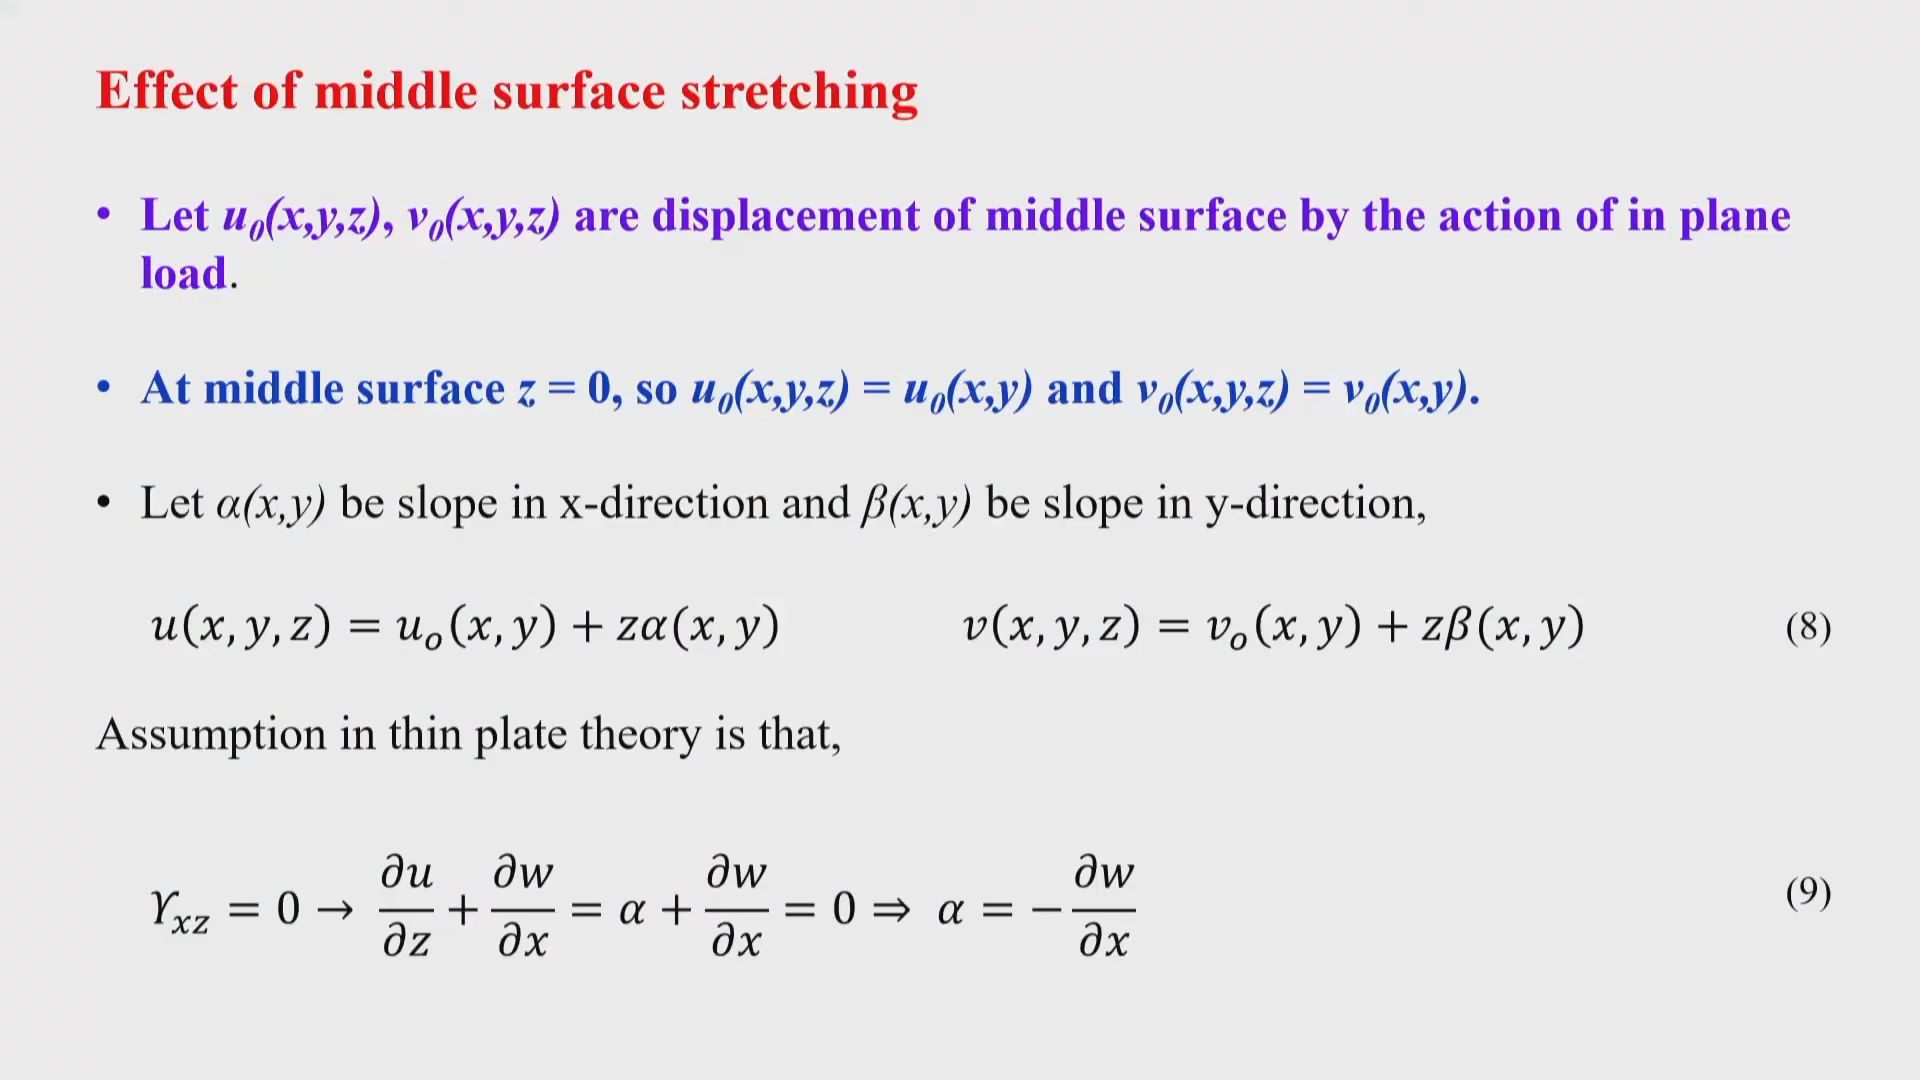 Effect of middle surface stretching
• Let u₀(x,y,z), v₀(x,y,z) are displacement of middle surface by the action of in plane
load.
• At middle surface z = 0, so u₀(x,y,z) = u₀(x,y) and v₀(x,y,z) = v₀(x,y).
• Let α(x,y) be slope in x-direction and β(x,y) be slope in y-direction,
u(x, y, z) = uₒ(x, y) + zα(x, y) v(x, y, z) = vₒ(x, y) + zβ(x, y) (8)
Assumption in thin plate theory is that,
ϒxz = 0 → ∂u/∂z + ∂w/∂x = α + ∂w/∂x = 0 ⇒ α = −∂w/∂x (9)